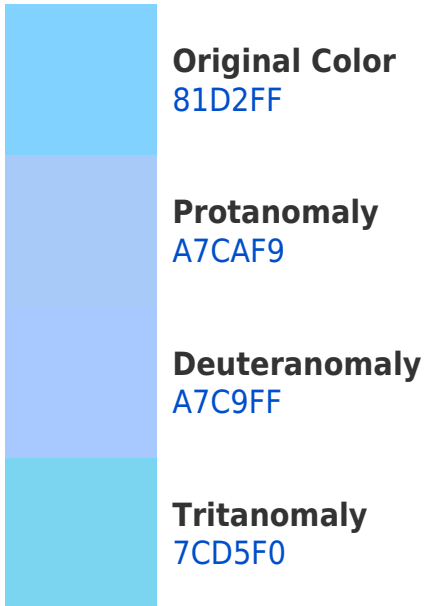 Original Color
81D2FF
Protanomaly
A7CAF9
Deuteranomaly
A7C9FF
Tritanomaly
7CD5F0